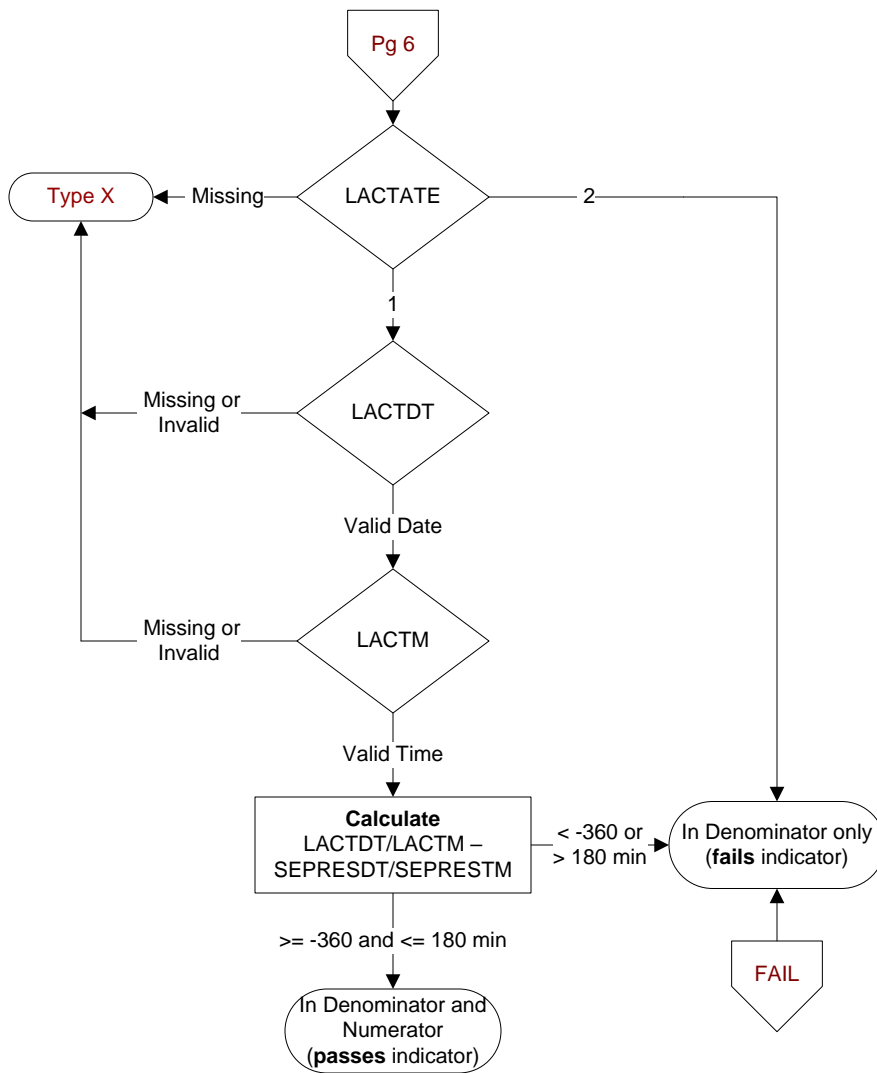 Pg 6
Type X
Missing
LACTATE
2
1
Missing or
Invalid
LACTDT
Valid Date
Missing or
Invalid
LACTM
Valid Time
Calculate
LACTDT/LACTM –
SEPRESDT/SEPRESTM
< -360 or
> 180 min
In Denominator only
(fails indicator)
>= -360 and <= 180 min
FAIL
In Denominator and
Numerator
(passes indicator)